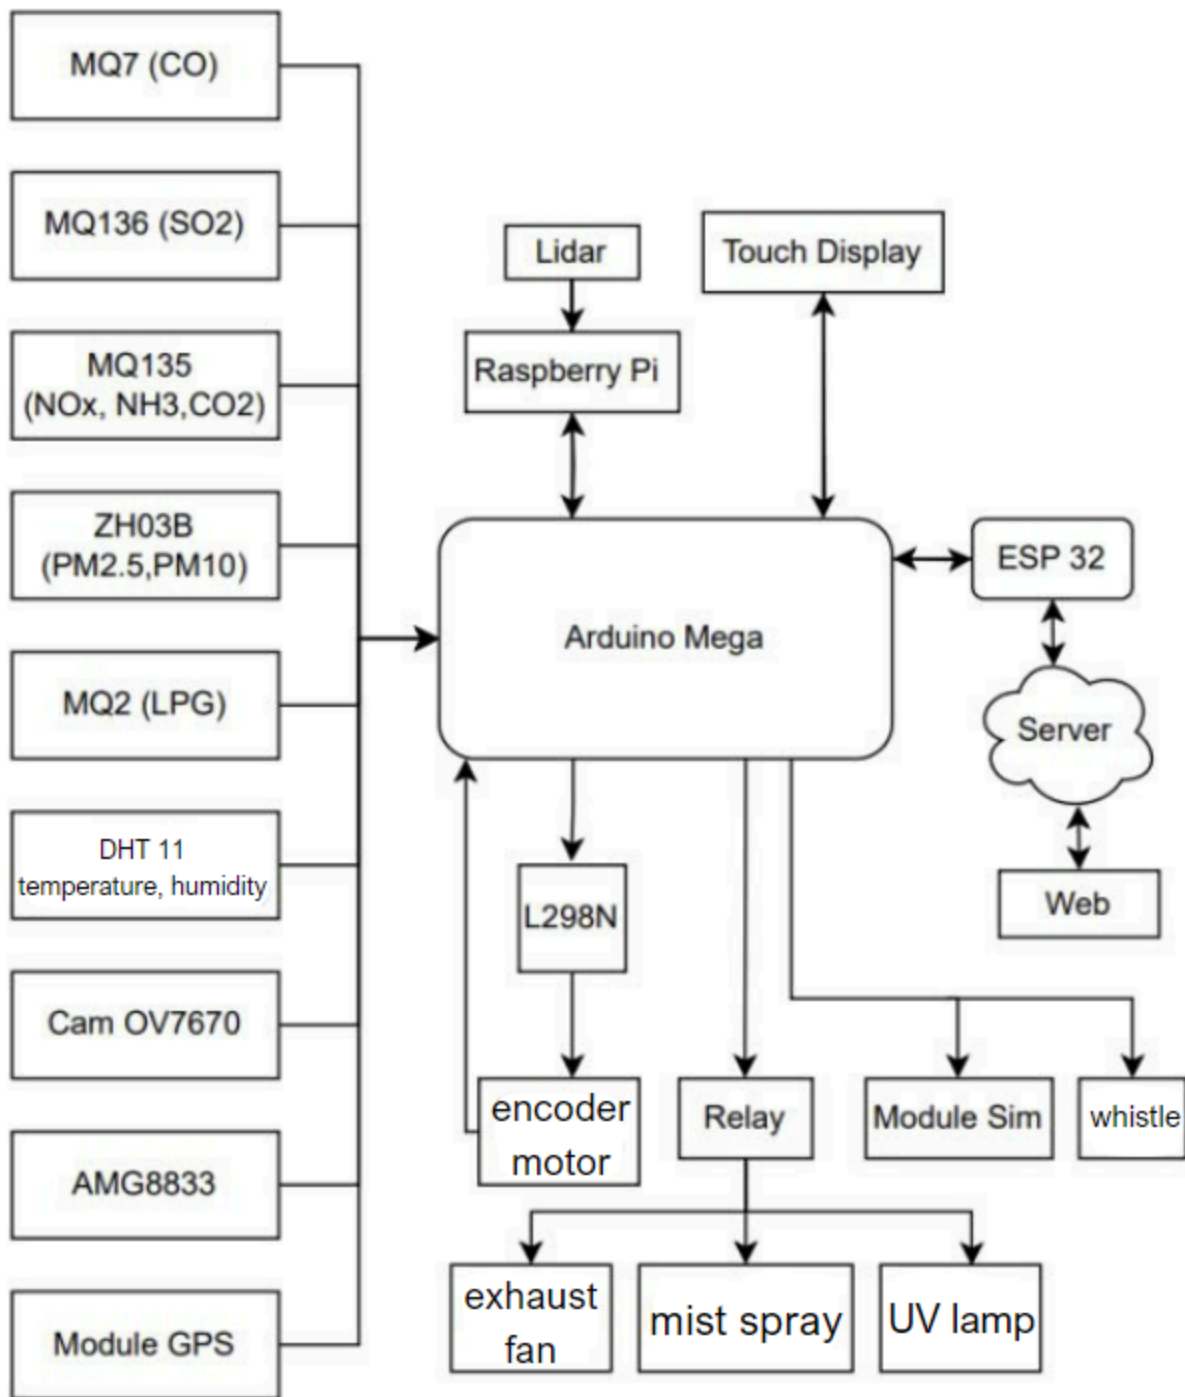 MQ7 (CO)
MQ136 (SO2)
MQ135
(NOx, NH3,CO2)
ZH03B
(PM2.5,PM10)
MQ2 (LPG)
DHT 11
temperature, humidity
Cam OV7670
AMG8833
Module GPS
Lidar
Raspberry Pi
Touch Display
Arduino Mega
ESP 32
Server
Web
L298N
encoder
motor
Relay
Module Sim
whistle
exhaust
fan
mist spray
UV lamp